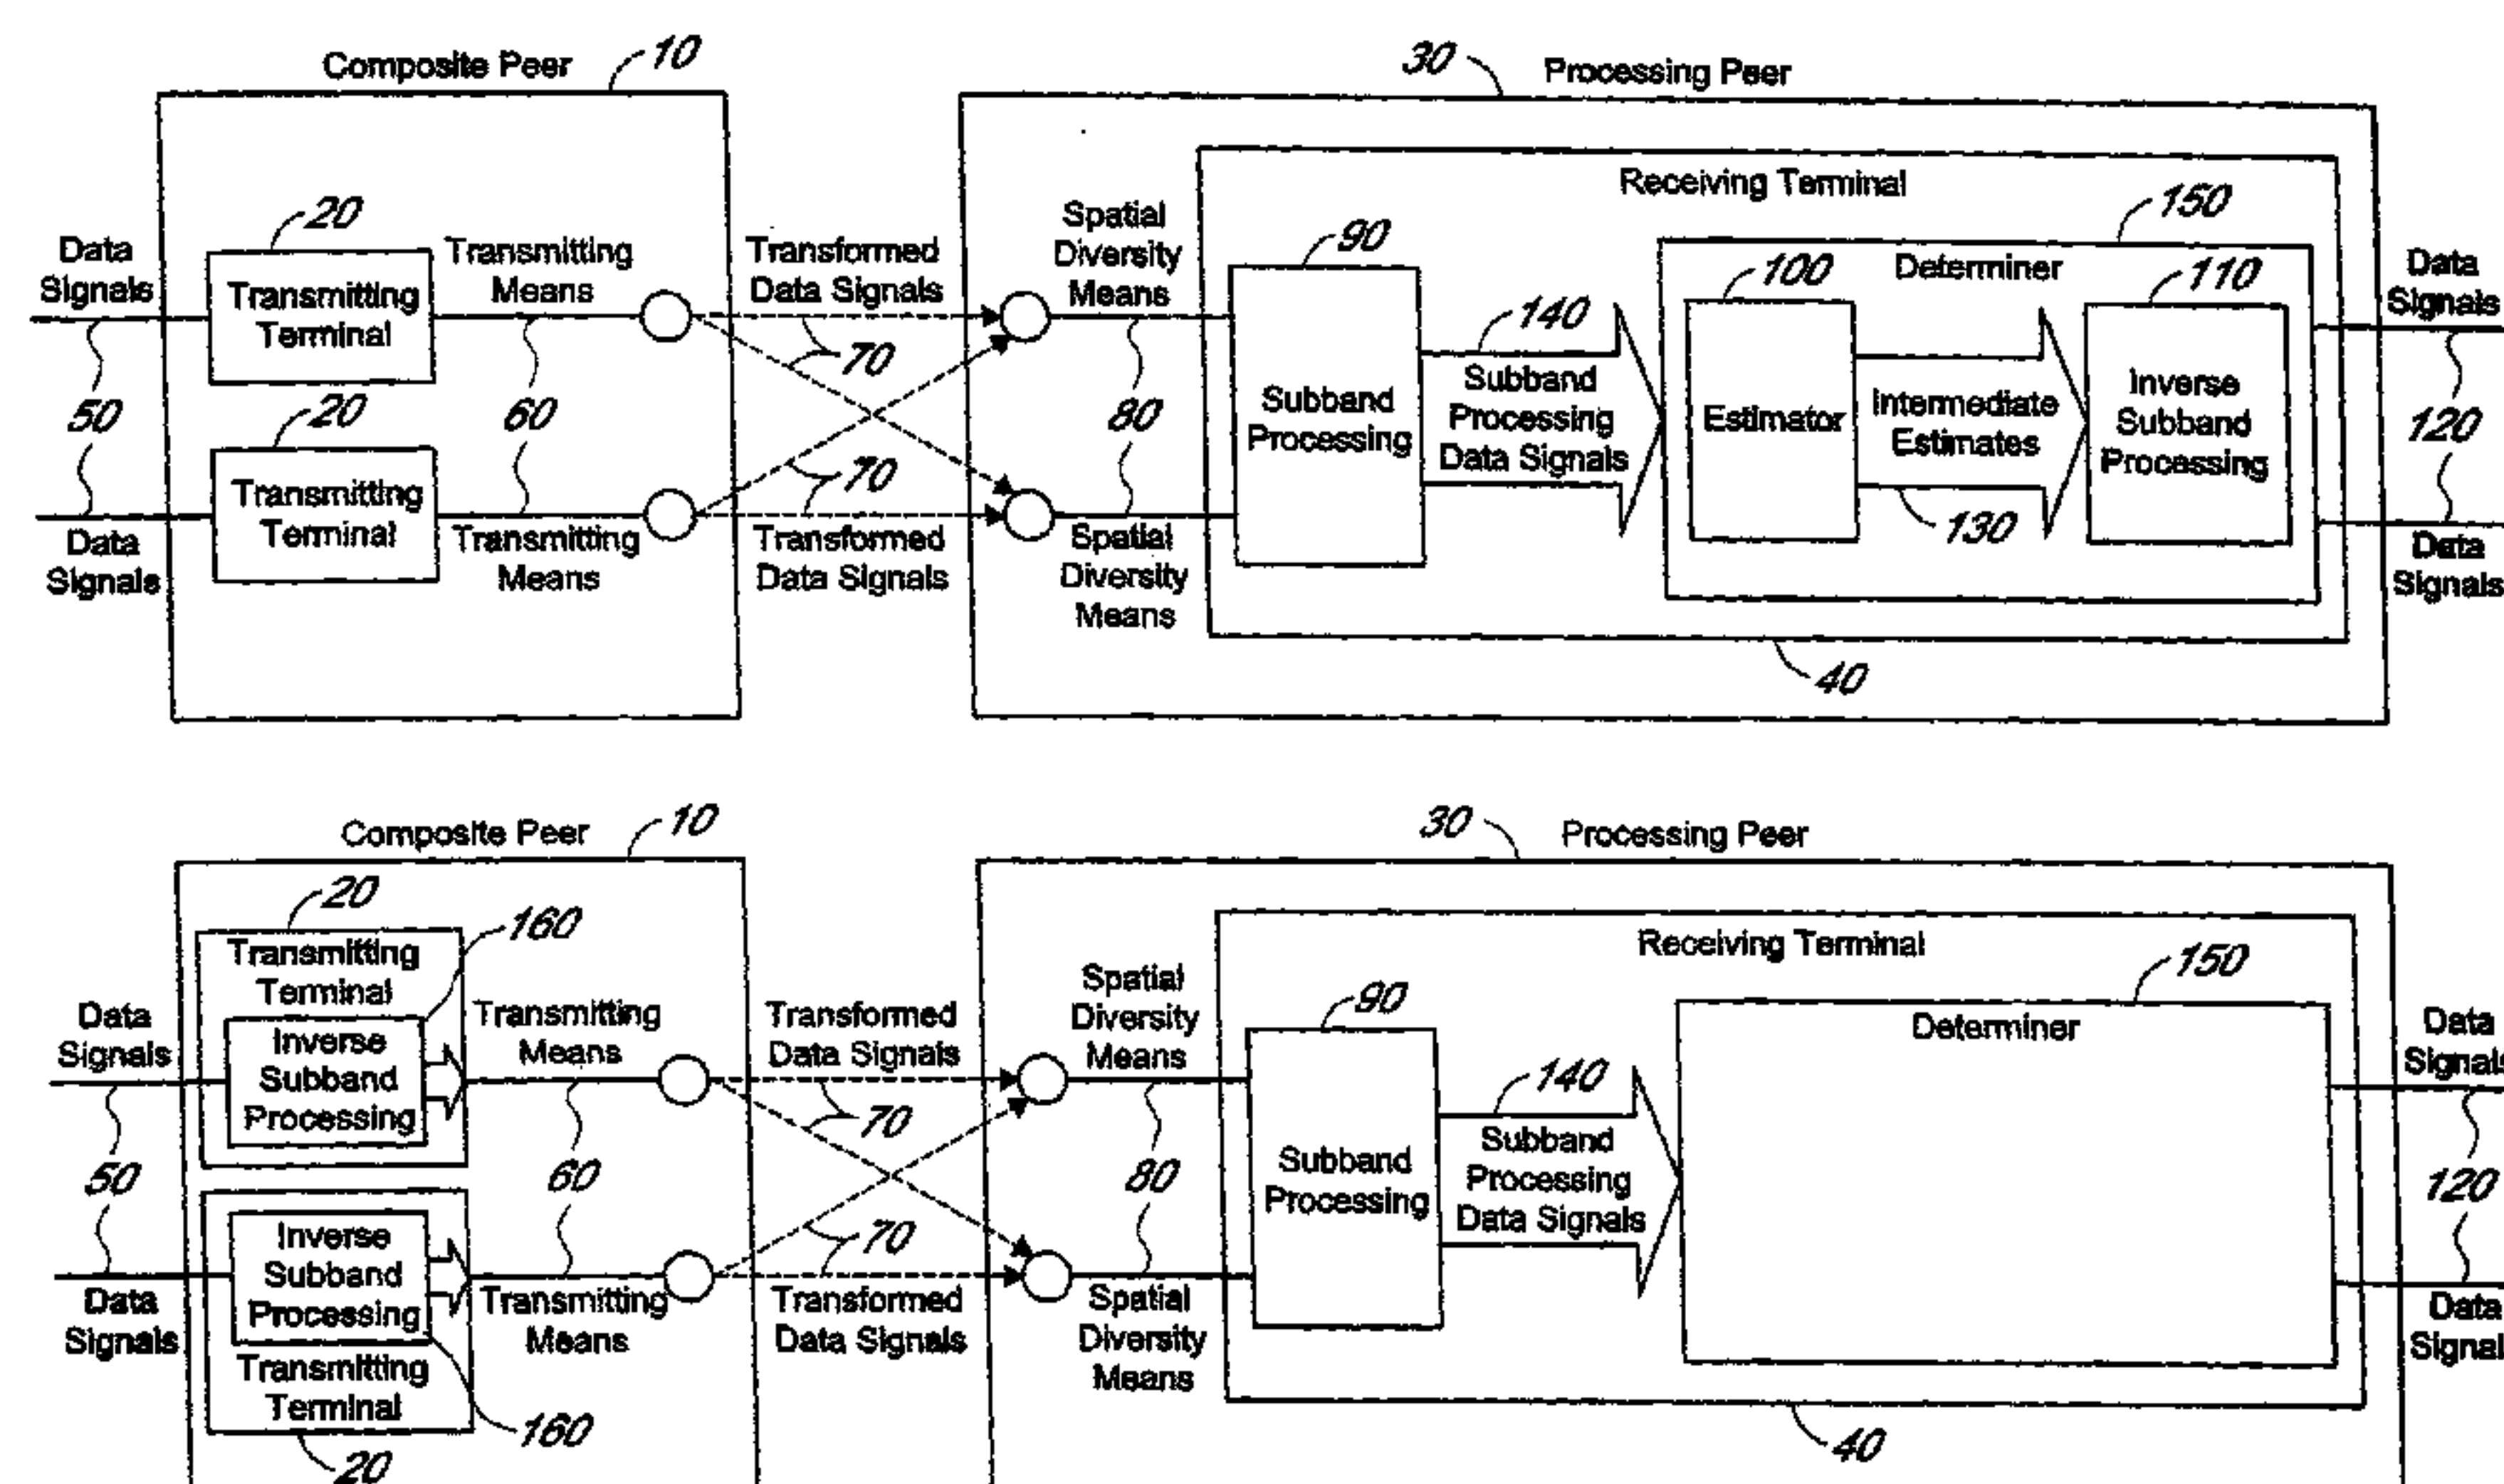 Composite Peer
10
30
Processing Peer
Receiving Terminal
150
20
Data
Signals
Transmitting
Terminal
Transmitting
Means
Transformed
Data Signals
Spatial
Diversity
Means
90
100
Determiner
110
Data
Signals
50
20
60
70
80
Subband
Processing
140
Subband
Processing
Data Signals
Estimator
Intermediate
Estimates
130
Inverse
Subband
Processing
120
70
Data
Signals
Transmitting
Terminal
Transmitting
Means
Transformed
Data Signals
Spatial
Diversity
Means
Data
Signals
40
Composite Peer
10
30
Processing Peer
20
160
Transmitting
Terminal
Receiving Terminal
150
Data
Signals
Inverse
Subband
Processing
Transmitting
Means
Transformed
Data Signals
Spatial
Diversity
Means
90
Determiner
Data
Signals
50
60
70
80
Subband
Processing
140
Subband
Processing
Data Signals
120
70
Data
Signals
Inverse
Subband
Processing
Transmitting
Terminal
Transmitting
Means
Transformed
Data Signals
Spatial
Diversity
Means
Data
Signal
160
20
40